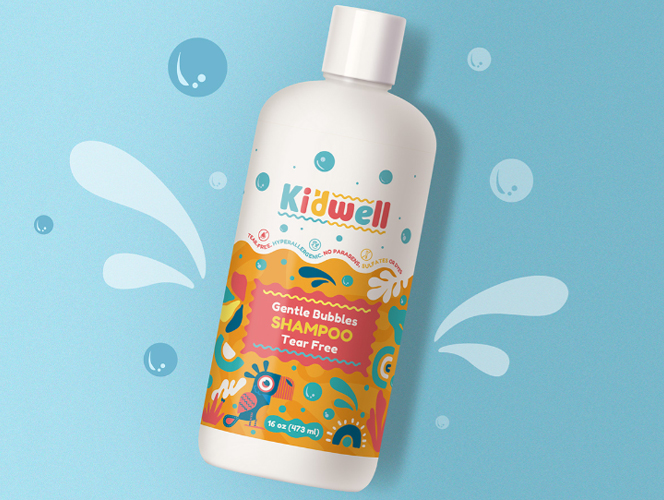 Kidwell
TEAR FREE, HYPERALLERGENIC, NO PARABENS, SULFATES OR DYES
Gentle Bubbles
SHAMPOO
Tear Free
16 oz (473 ml)